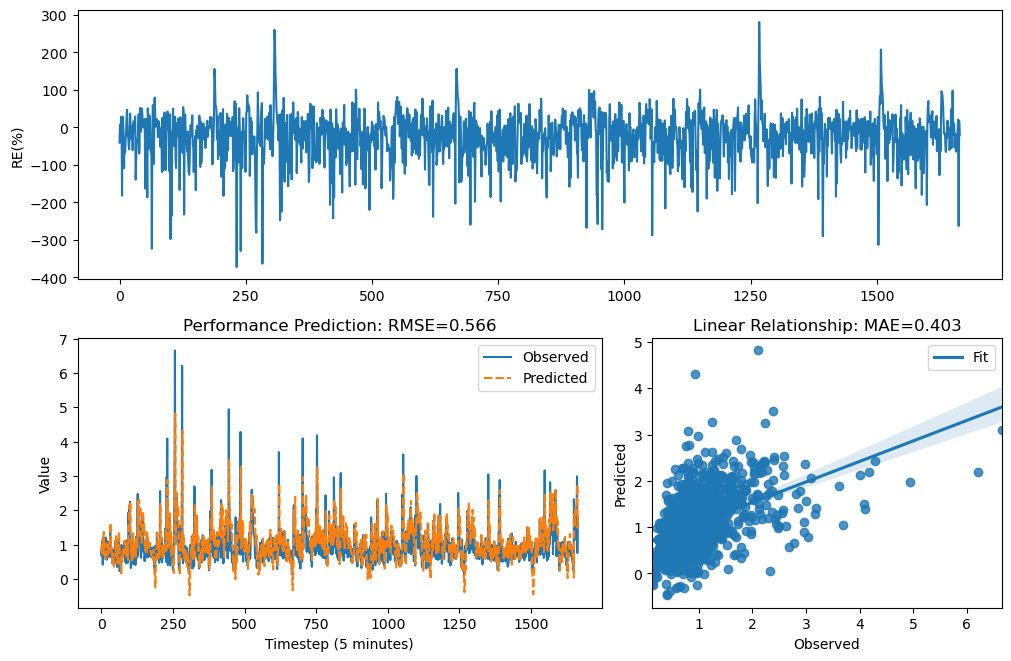 300
200
100
0
−100
−200
−300
−400
RE(%)
0 250 500 750 1000 1250 1500
Performance Prediction: RMSE=0.566
7
6
5
4
3
2
1
0
Value
Observed
Predicted
0 250 500 750 1000 1250 1500
Timestep (5 minutes)
Linear Relationship: MAE=0.403
5
4
3
2
1
0
Predicted
Fit
1 2 3 4 5 6
Observed